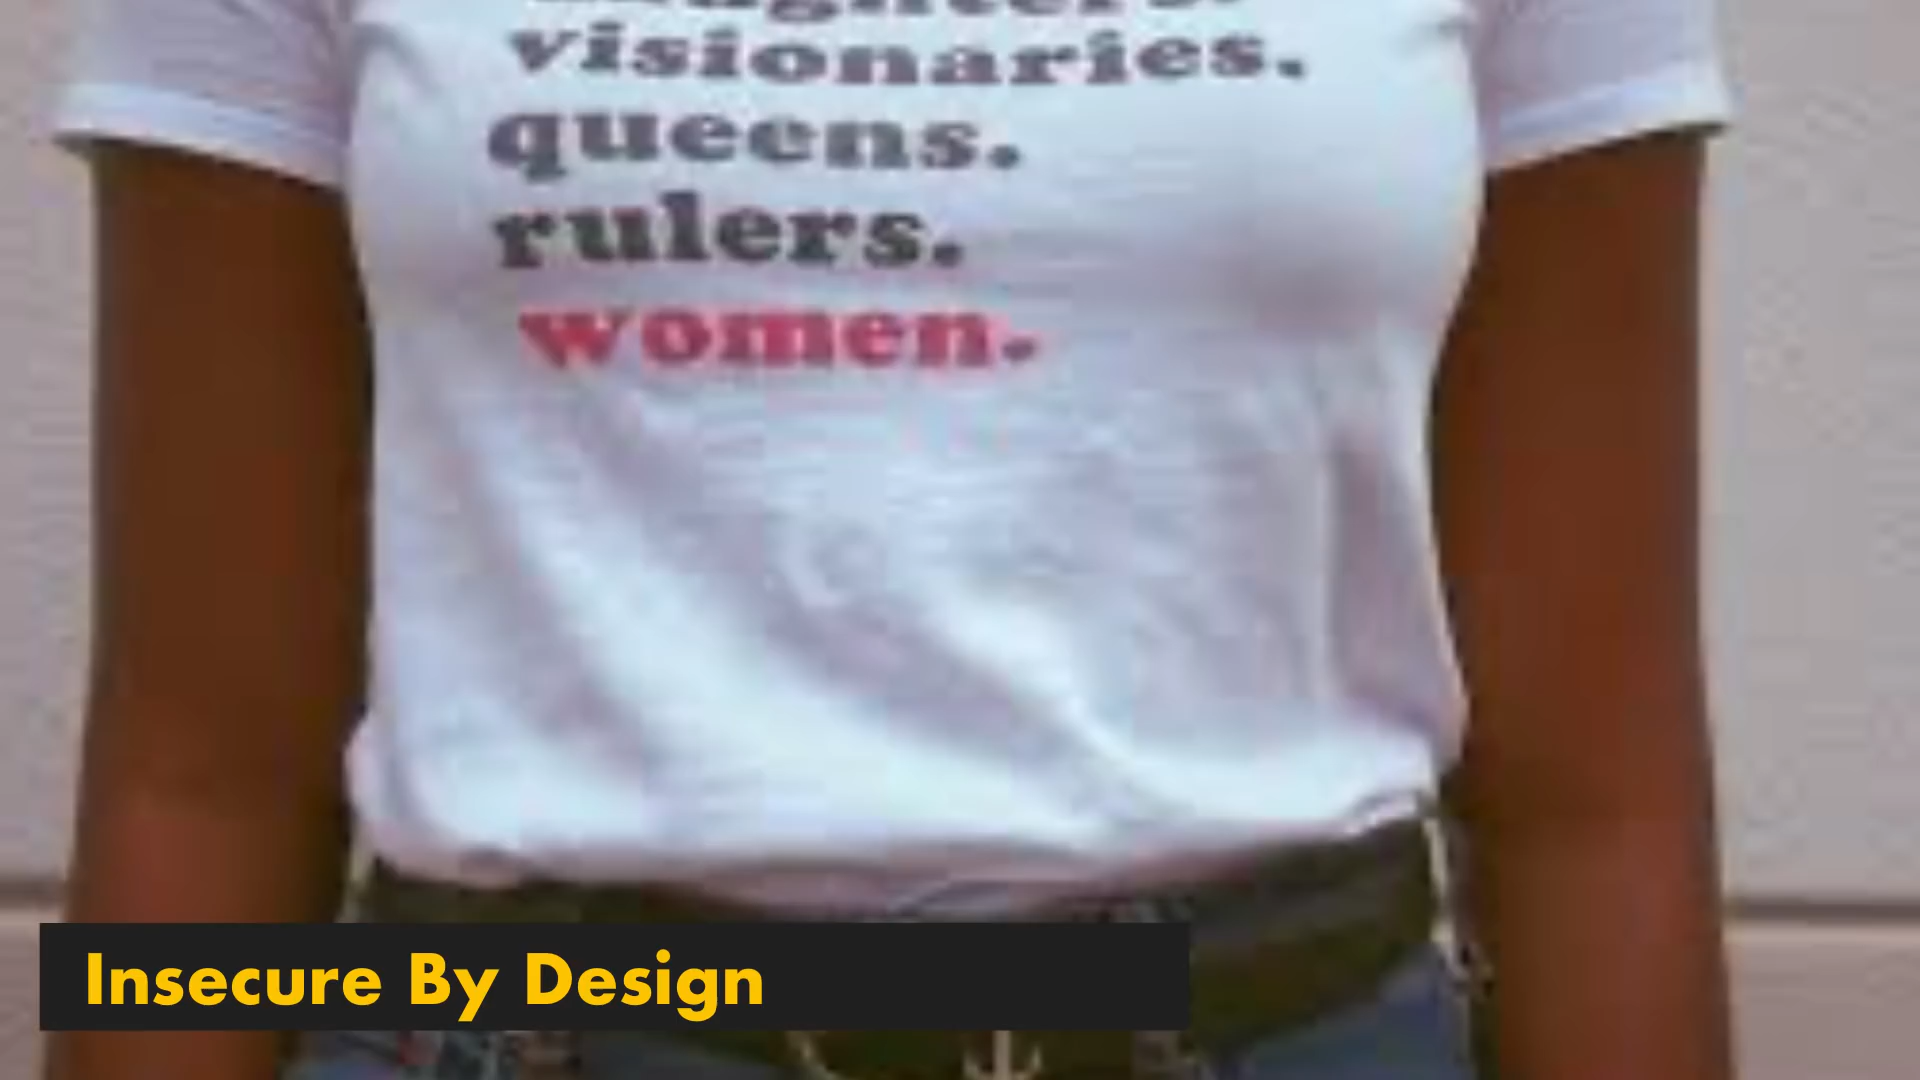 visionaries.
queens.
rulers.
women.
Insecure By Design